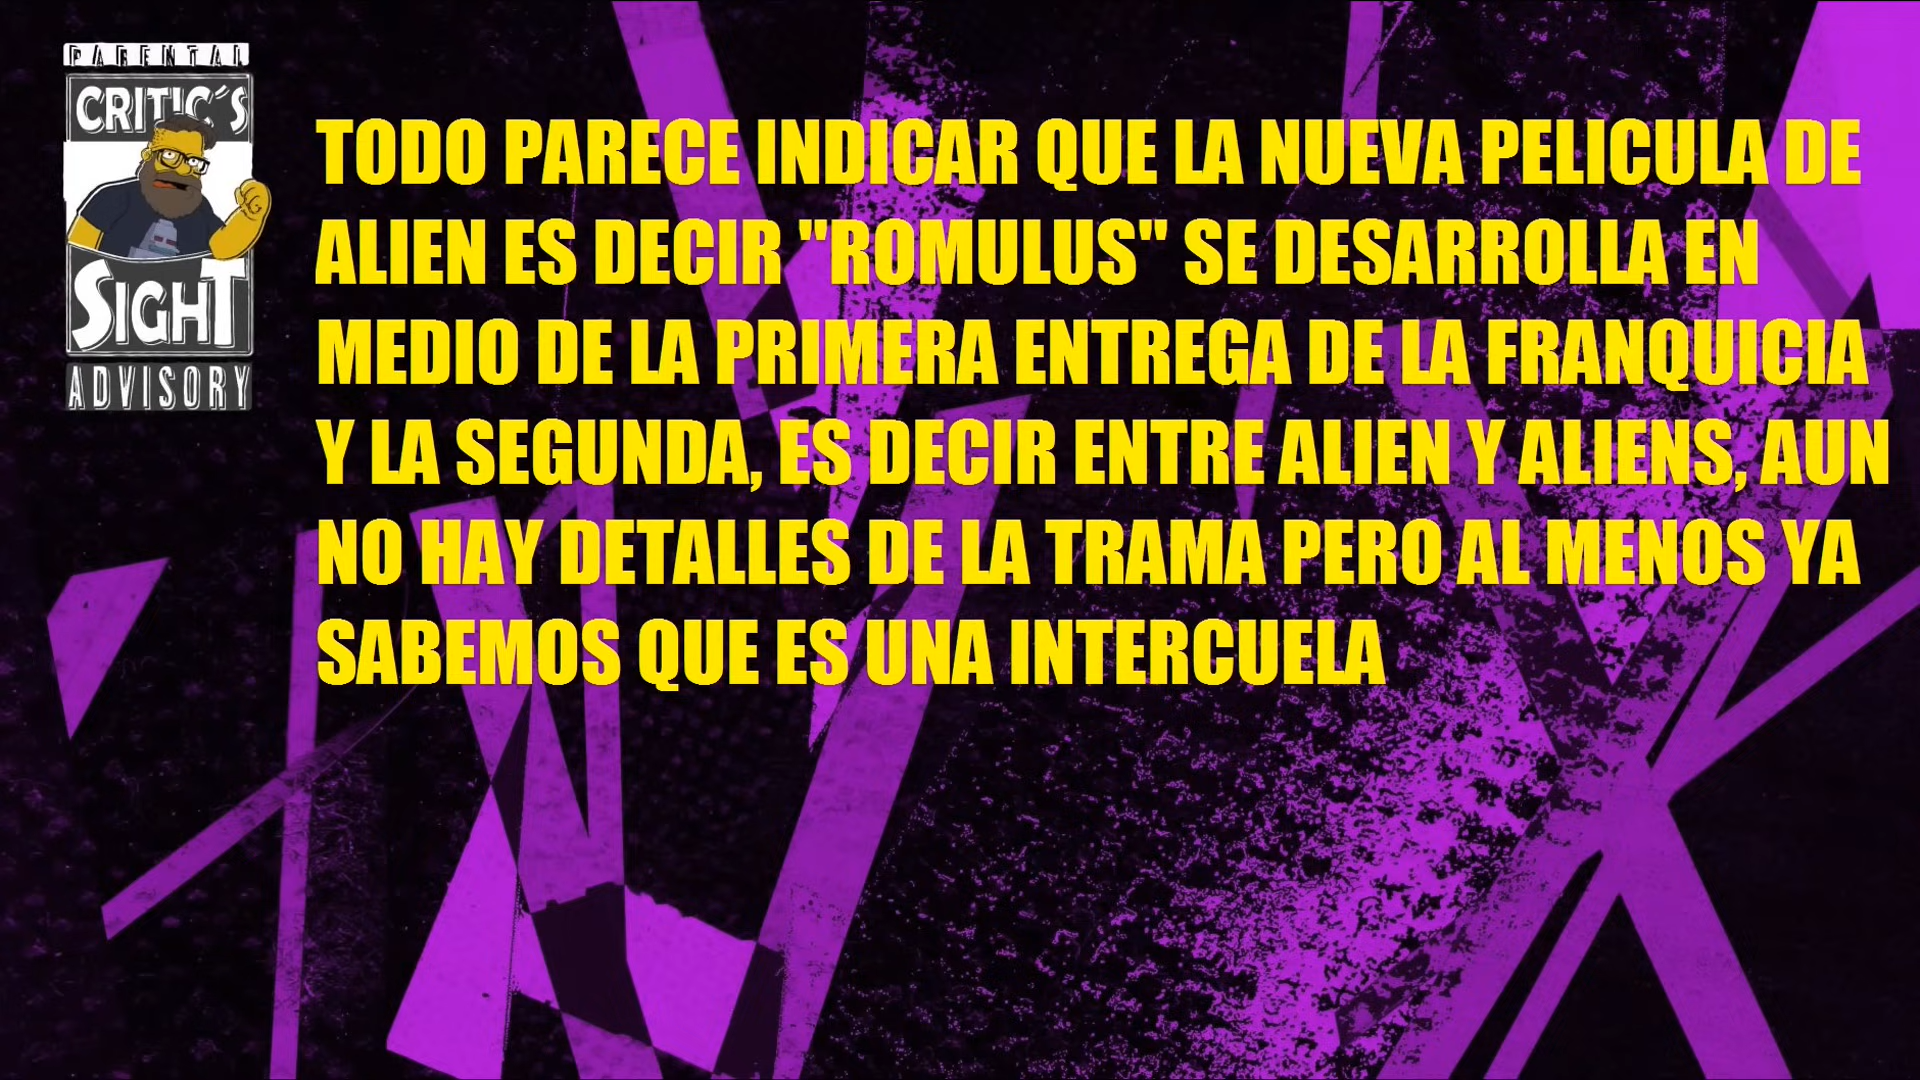 PARENTAL
CRITIC´S
SIGHT
ADVISORY
TODO PARECE INDICAR QUE LA NUEVA PELICULA DE
ALIEN ES DECIR "ROMULUS" SE DESARROLLA EN
MEDIO DE LA PRIMERA ENTREGA DE LA FRANQUICIA
Y LA SEGUNDA, ES DECIR ENTRE ALIEN Y ALIENS, AUN
NO HAY DETALLES DE LA TRAMA PERO AL MENOS YA
SABEMOS QUE ES UNA INTERCUELA